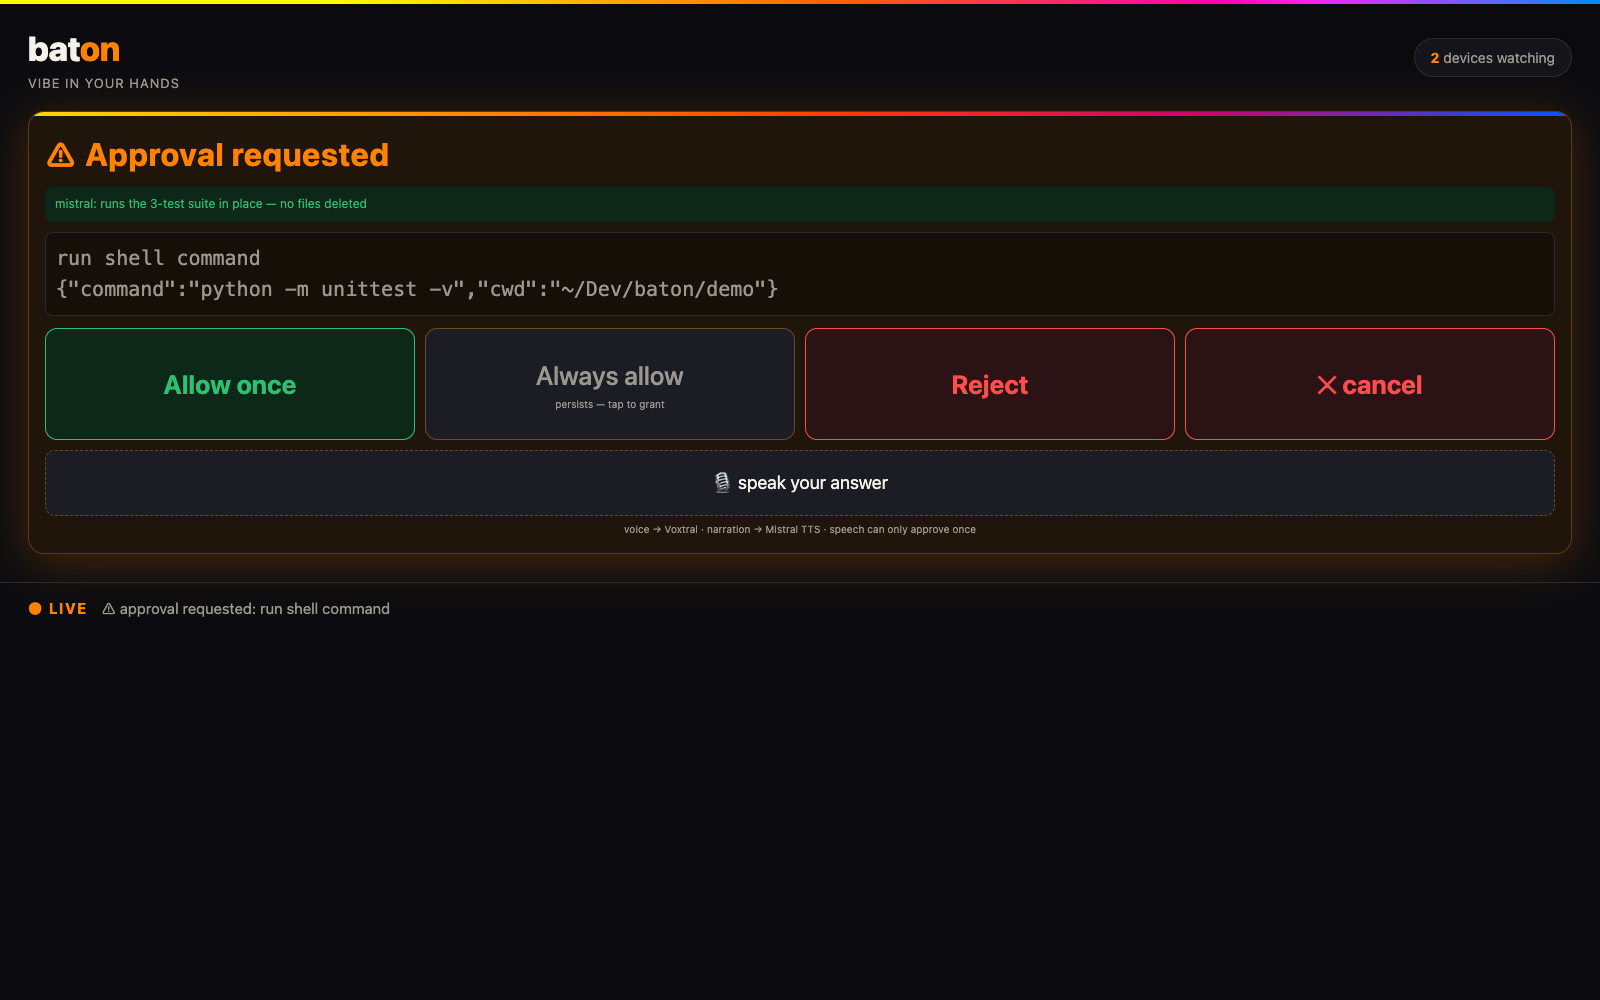 baton
VIBE IN YOUR HANDS
2 devices watching
⚠ Approval requested
mistral: runs the 3-test suite in place — no files deleted
run shell command
{"command":"python -m unittest -v","cwd":"~/Dev/baton/demo"}
Allow once
Always allow
persists — tap to grant
Reject
✕ cancel
🎙 speak your answer
voice → Voxtral · narration → Mistral TTS · speech can only approve once
● LIVE ⚠ approval requested: run shell command